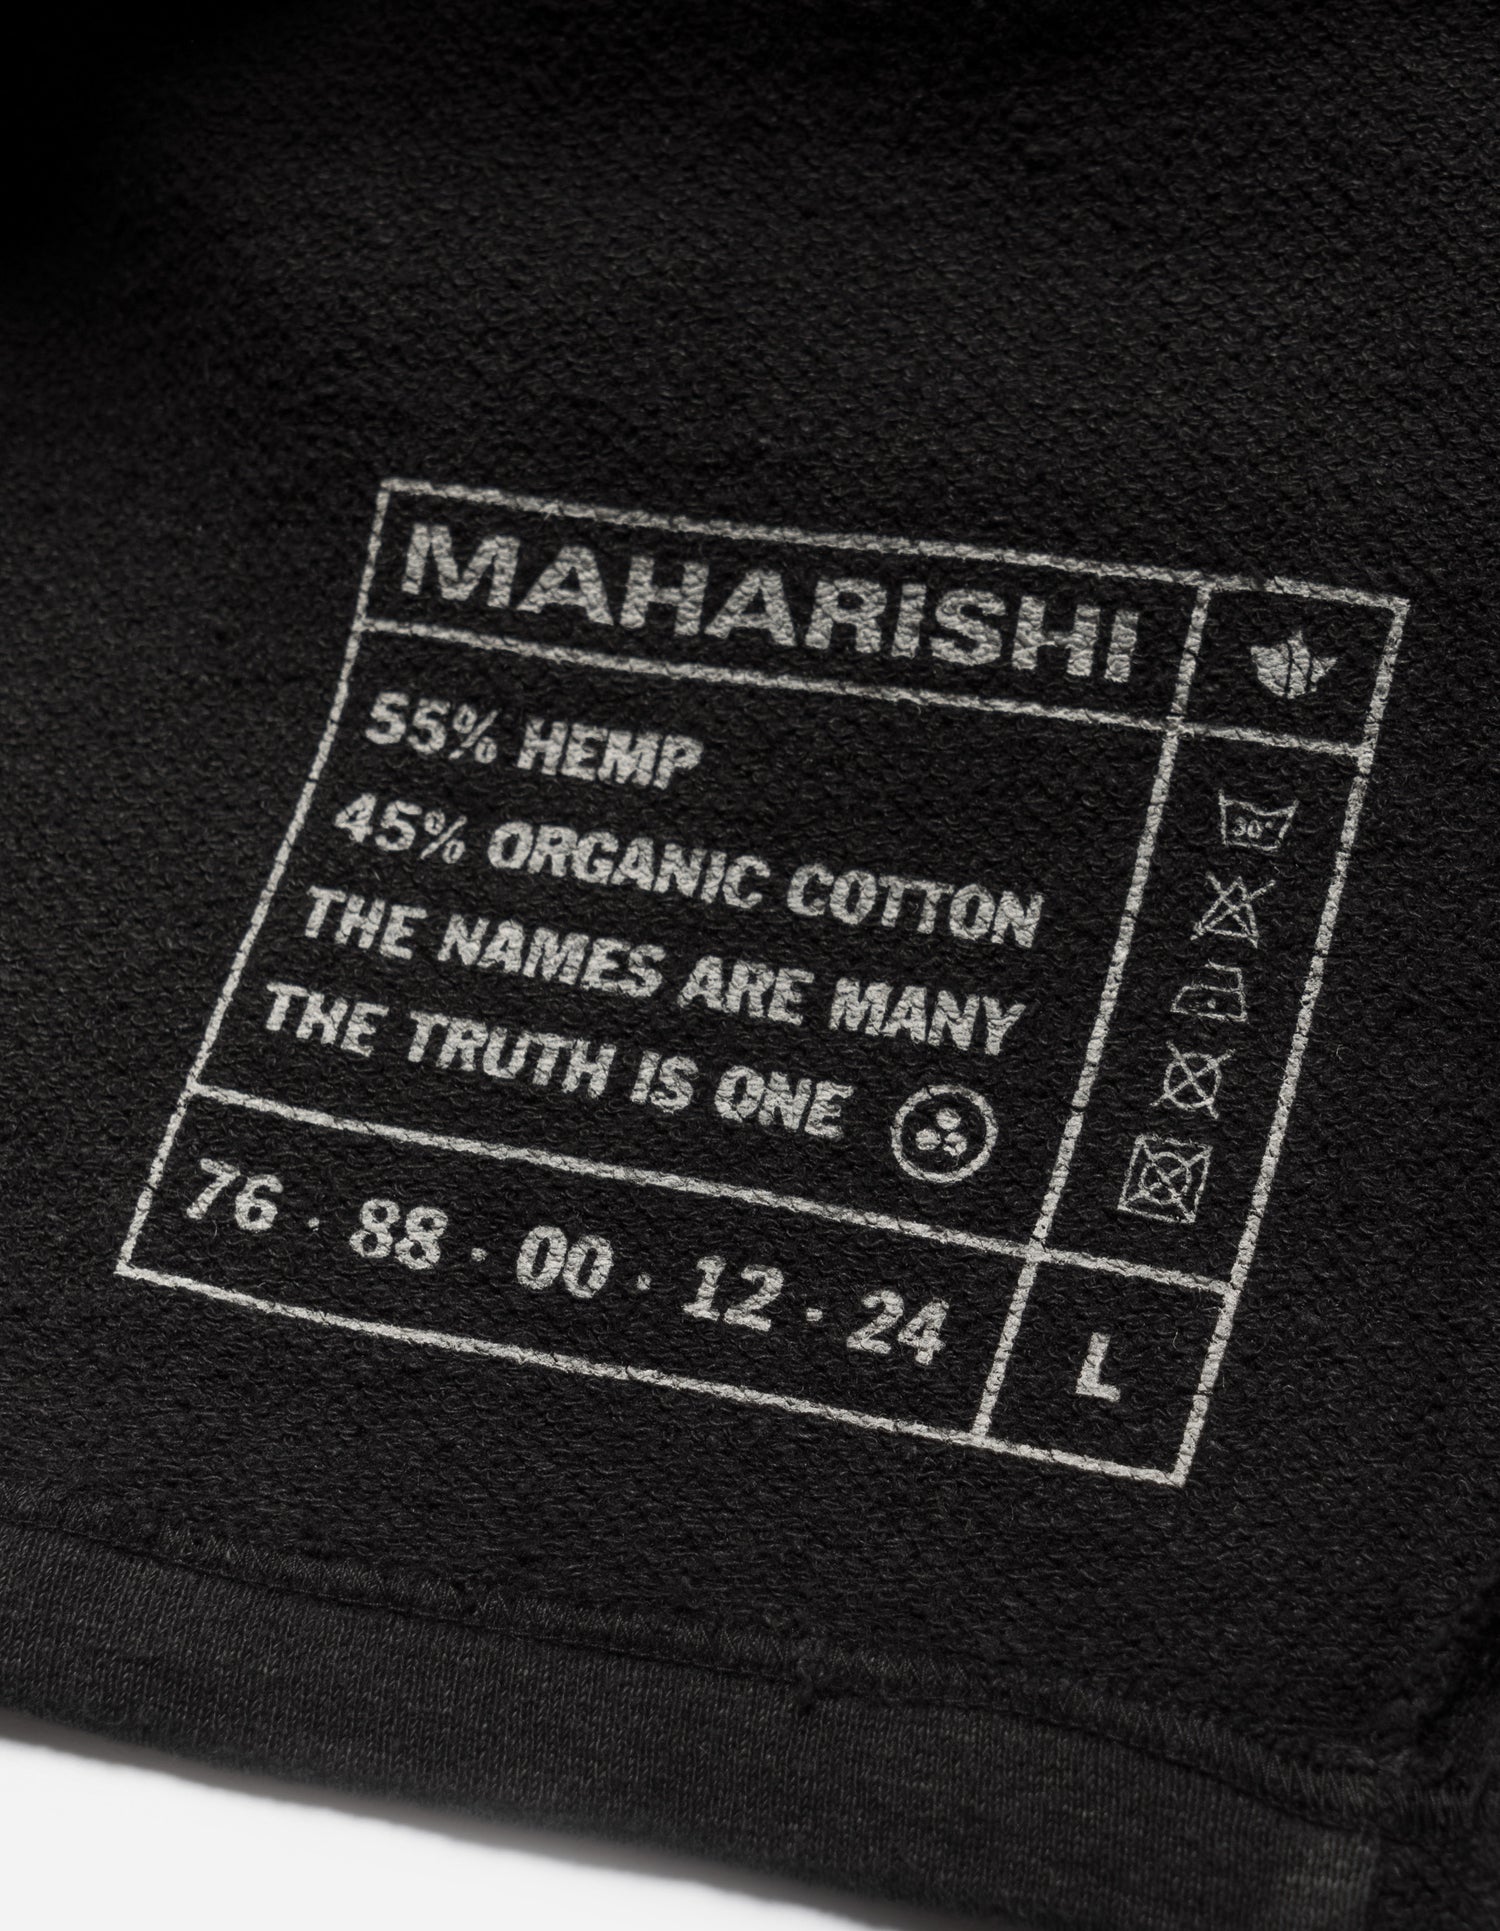 MAHARISHI
55% HEMP
45% ORGANIC COTTON
THE NAMES ARE MANY
THE TRUTH IS ONE
30°
76 · 88 · 00 · 12 · 24
L